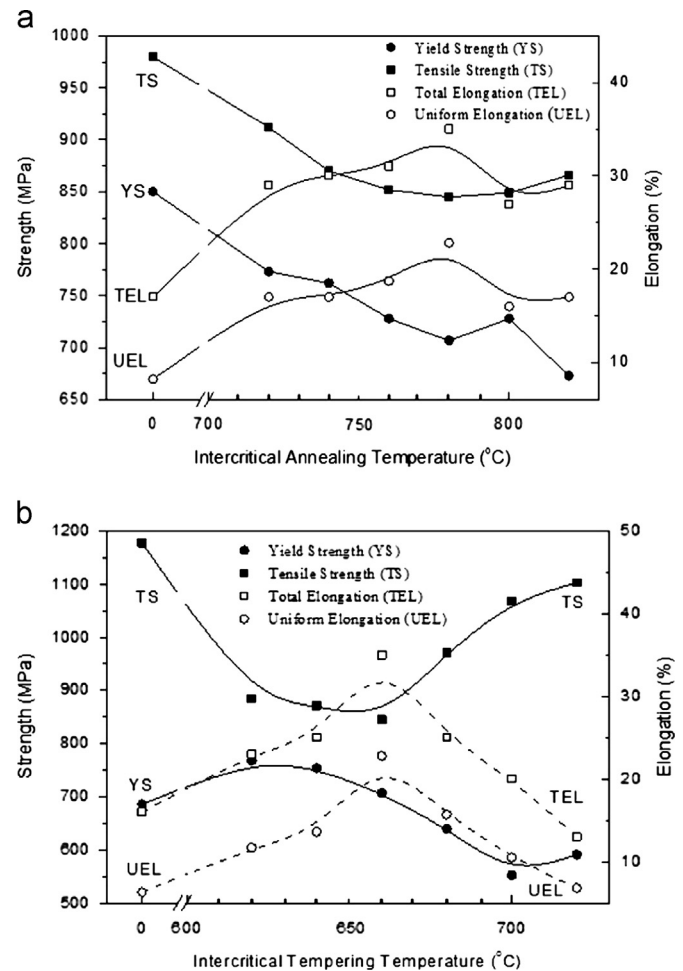 a
1000
950
900
850
800
750
700
650
Strength (MPa)
Yield Strength (YS)
Tensile Strength (TS)
Total Elongation (TEL)
Uniform Elongation (UEL)
TS
YS
TEL
UEL
40
30
20
10
Elongation (%)
0 700 750 800
Intercritical Annealing Temperature (°C)
b
1200
1100
1000
900
800
700
600
500
Strength (MPa)
Yield Strength (YS)
Tensile Strength (TS)
Total Elongation (TEL)
Uniform Elongation (UEL)
TS
YS
UEL
TS
TEL
UEL
50
40
30
20
10
Elongation (%)
0 600 650 700
Intercritical Tempering Temperature (°C)